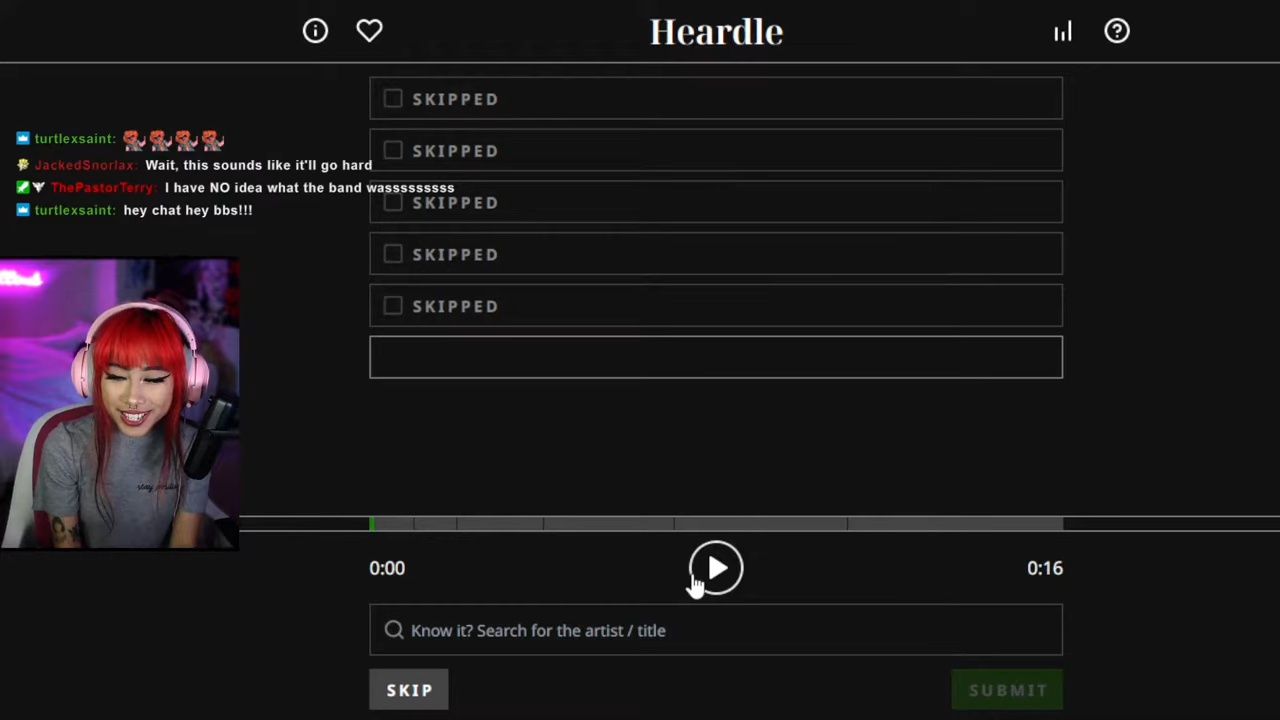 Heardle
SKIPPED
turtlexsaint:
SKIPPED
JackedSnorlax: Wait, this sounds like it'll go hard
ThePastorTerry: I have NO idea what the band wasssssssss
SKIPPED
turtlexsaint: hey chat hey bbs!!!
SKIPPED
SKIPPED
0:00
0:16
Know it? Search for the artist / title
SKIP
SUBMIT